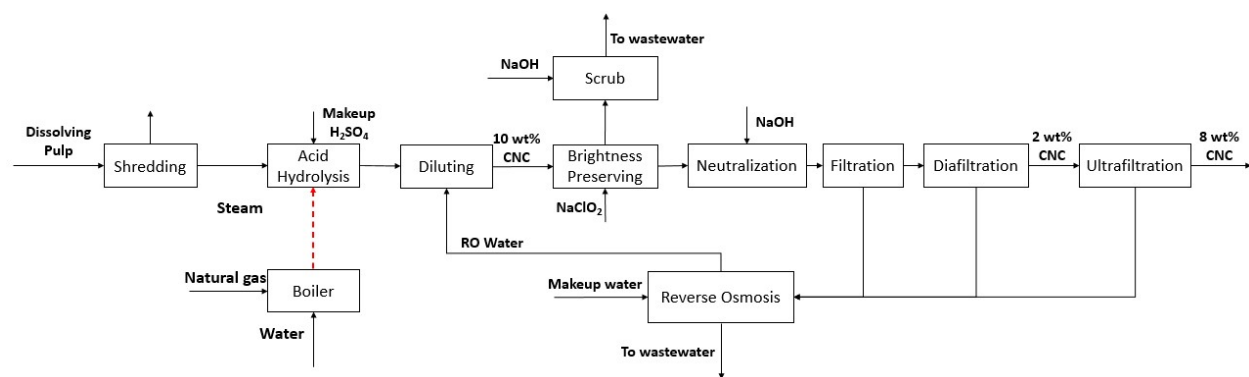 To wastewater
NaOH
Scrub
Makeup
H₂SO₄
NaOH
Dissolving
Pulp
10 wt%
CNC
2 wt%
CNC
8 wt%
CNC
Shredding
Acid
Hydrolysis
Diluting
Brightness
Preserving
Neutralization
Filtration
Diafiltration
Ultrafiltration
Steam
NaClO₂
RO Water
Natural gas
Boiler
Makeup water
Reverse Osmosis
Water
To wastewater